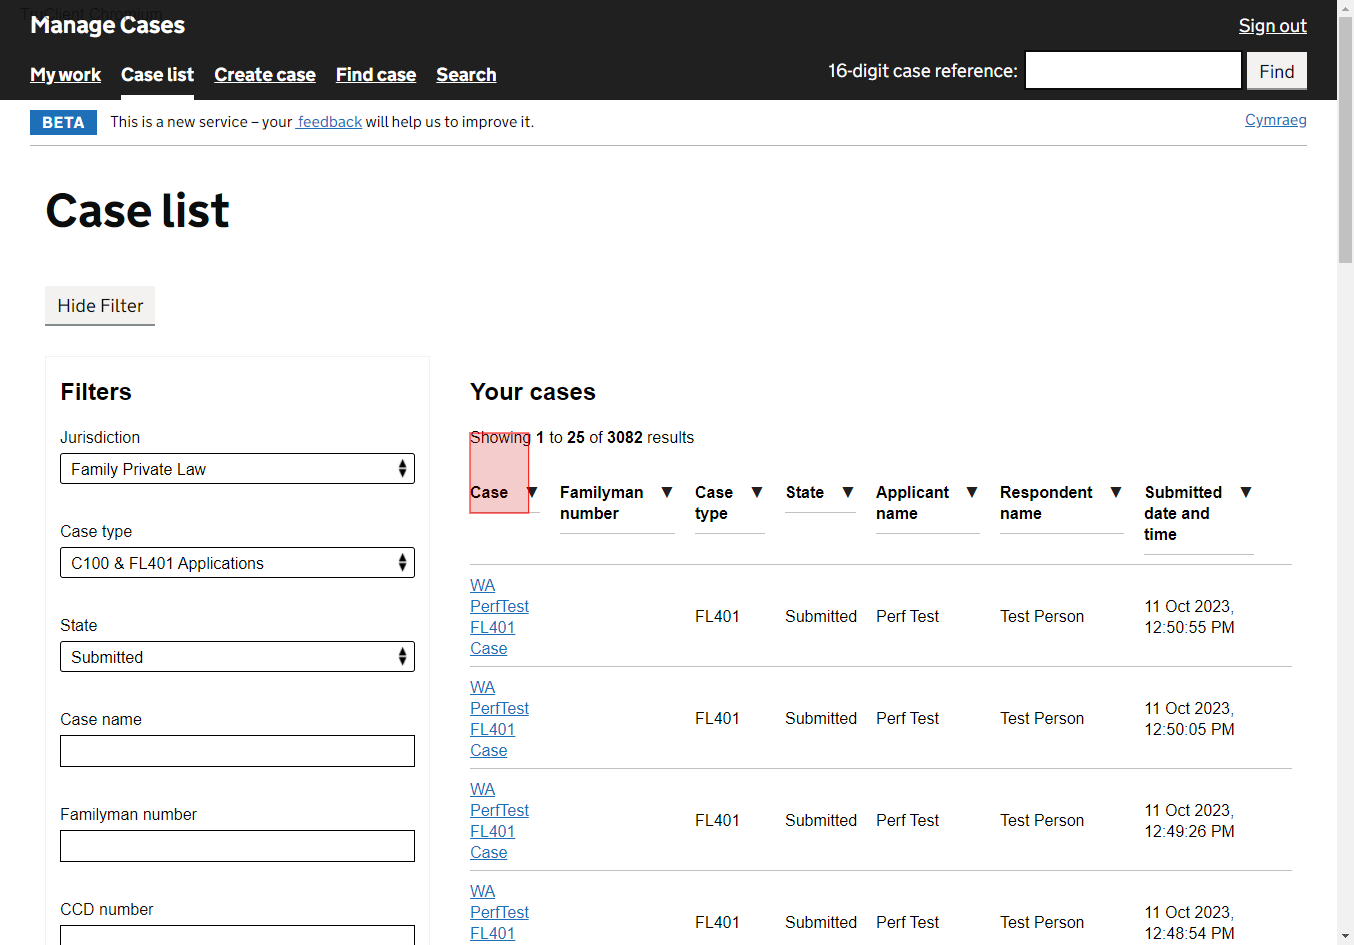 TruClient Chromium
Manage Cases
Sign out
My work Case list Create case Find case Search
16-digit case reference: Find
BETA This is a new service – your feedback will help us to improve it.
Cymraeg
Case list
Hide Filter
Filters
Jurisdiction
Family Private Law
Case type
C100 & FL401 Applications
State
Submitted
Case name
Familyman number
CCD number
Your cases
Showing 1 to 25 of 3082 results
Case ▼ Familyman number ▼ Case type ▼ State ▼ Applicant name ▼ Respondent name ▼ Submitted date and time ▼
WA PerfTest FL401 Case FL401 Submitted Perf Test Test Person 11 Oct 2023, 12:50:55 PM
WA PerfTest FL401 Case FL401 Submitted Perf Test Test Person 11 Oct 2023, 12:50:05 PM
WA PerfTest FL401 Case FL401 Submitted Perf Test Test Person 11 Oct 2023, 12:49:26 PM
WA PerfTest FL401 FL401 Submitted Perf Test Test Person 11 Oct 2023, 12:48:54 PM